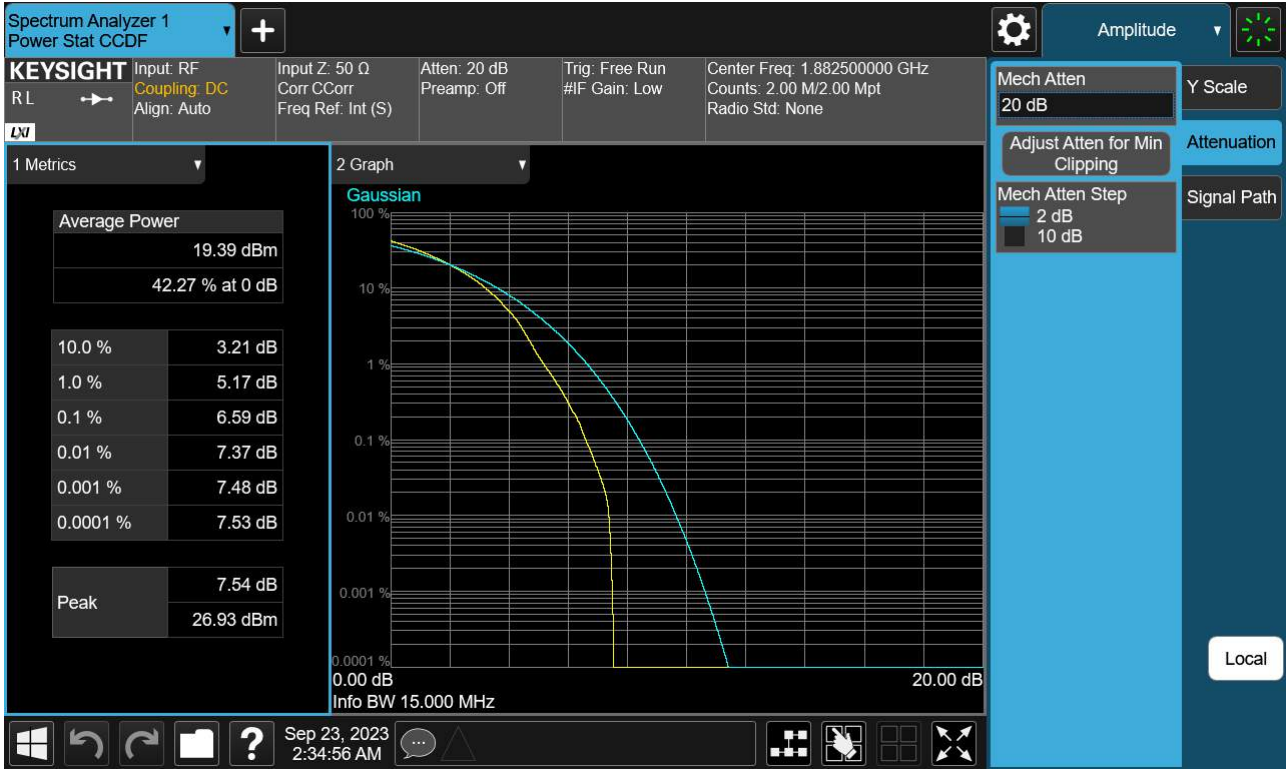 Spectrum Analyzer 1
Power Stat CCDF
Amplitude
KEYSIGHT
RL
LXI
Input: RF
Coupling: DC
Align: Auto
Input Z: 50 Ω
Corr CCorr
Freq Ref: Int (S)
Atten: 20 dB
Preamp: Off
Trig: Free Run
#IF Gain: Low
Center Freq: 1.882500000 GHz
Counts: 2.00 M/2.00 Mpt
Radio Std: None
Mech Atten
20 dB
Adjust Atten for Min
Clipping
Mech Atten Step
2 dB
10 dB
Y Scale
Attenuation
Signal Path
1 Metrics
Average Power
19.39 dBm
42.27 % at 0 dB
10.0 % 3.21 dB
1.0 % 5.17 dB
0.1 % 6.59 dB
0.01 % 7.37 dB
0.001 % 7.48 dB
0.0001 % 7.53 dB
Peak
7.54 dB
26.93 dBm
2 Graph
Gaussian
100 %
10 %
1 %
0.1 %
0.01 %
0.001 %
0.0001 %
0.00 dB 20.00 dB
Info BW 15.000 MHz
Local
?
Sep 23, 2023
2:34:56 AM